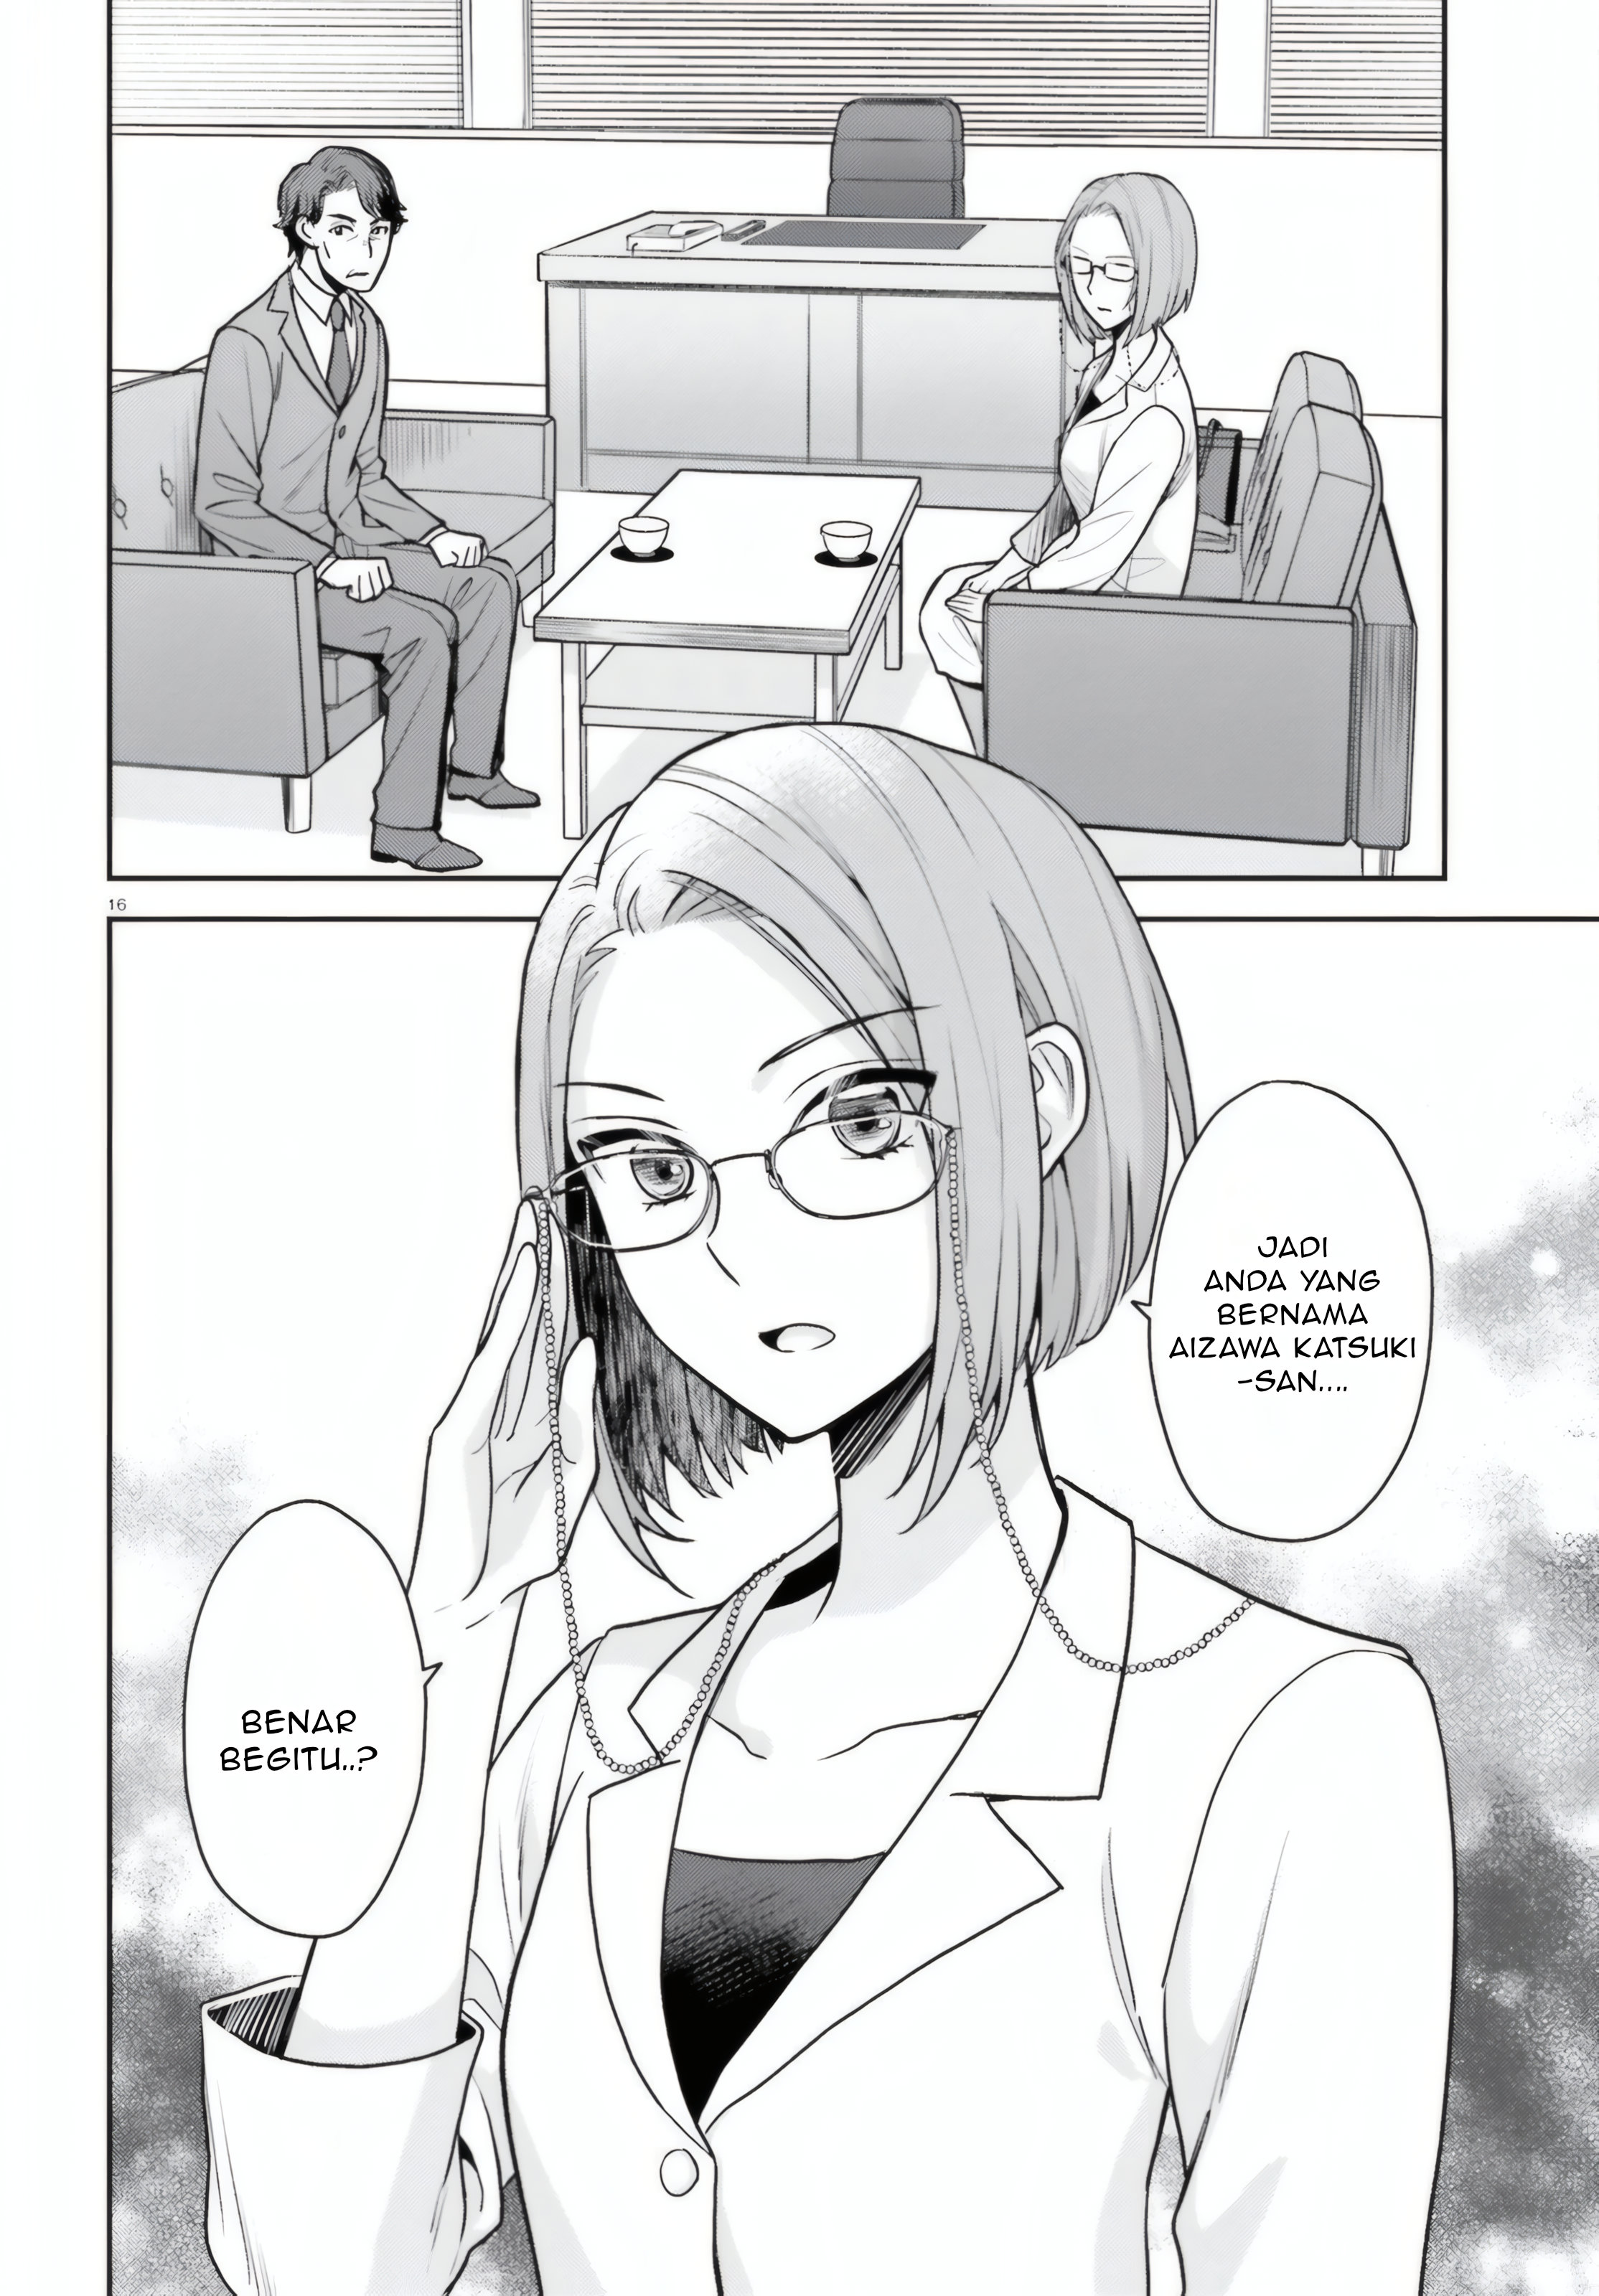 16
JADI
ANDA YANG
BERNAMA
AIZAWA KATSUKI
-SAN....
BENAR
BEGITU..?